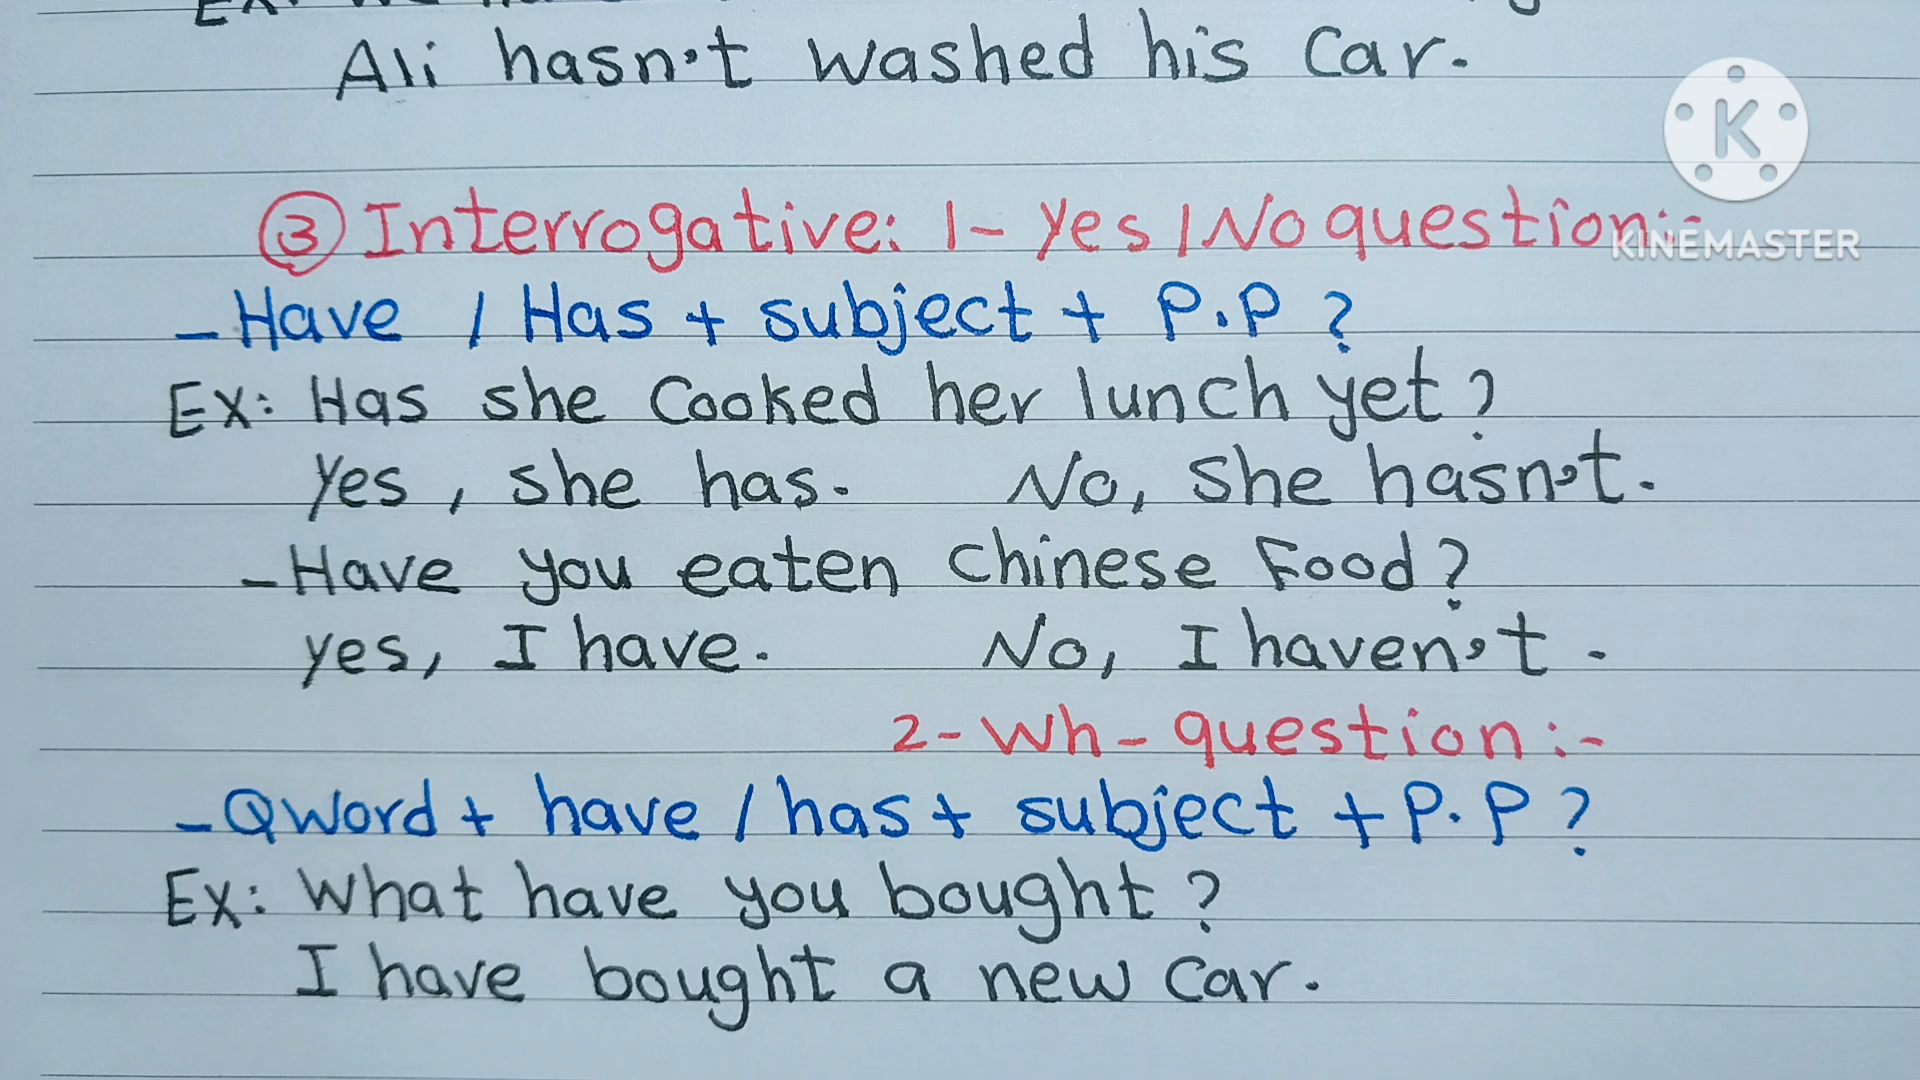 Ali hasn't washed his car.
③ Interrogative: 1- Yes / No question:-
K
KINEMASTER
- Have / Has + subject + P.P ?
Ex: Has she cooked her lunch yet?
Yes, she has. No, she hasn't.
- Have you eaten chinese Food?
yes, I have. No, I haven't.
2- Wh- question:-
- QWord + have / has + subject + P.P ?
Ex: What have you bought?
I have bought a new car.